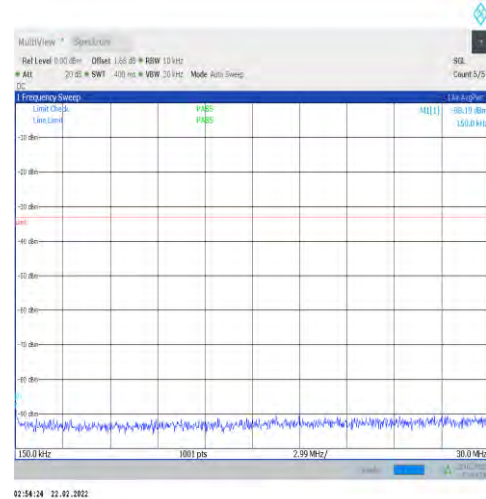 MultiView Spectrum
Ref Level 0.00 dBm Offset 1.68 dB RBW 10 kHz SGL
Att 20 dB SWT 400 ms VBW 30 kHz Mode Auto Sweep Count 5/5
DC
1 Frequency Sweep
Limit Check PASS M1[1]
Line Limit PASS 150.0 kHz
-10 dBm
-20 dBm
-30 dBm
-40 dBm
-50 dBm
-60 dBm
-70 dBm
-80 dBm
-90 dBm
150.0 kHz 1001 pts 2.99 MHz/ 30.0 MHz
02:54:24 22.02.2022